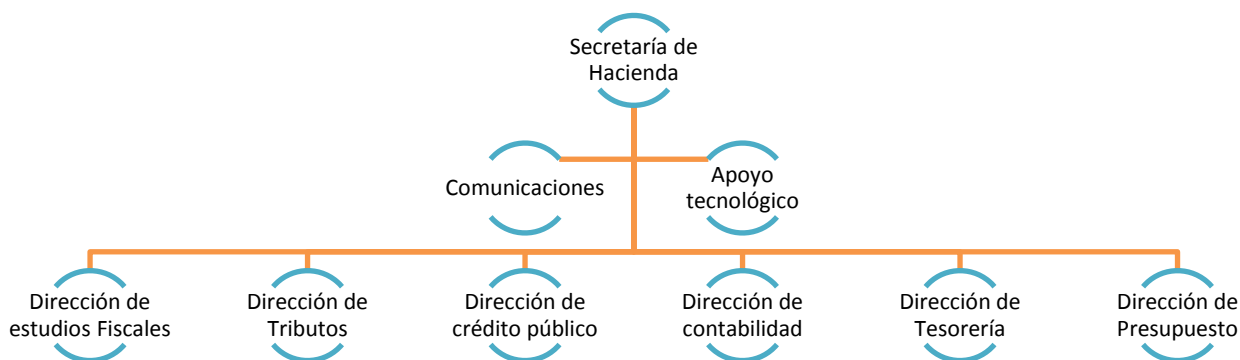 Secretaría de
Hacienda
Comunicaciones
Apoyo
tecnológico
Dirección de
estudios Fiscales
Dirección de
Tributos
Dirección de
crédito público
Dirección de
contabilidad
Dirección de
Tesorería
Dirección de
Presupuesto